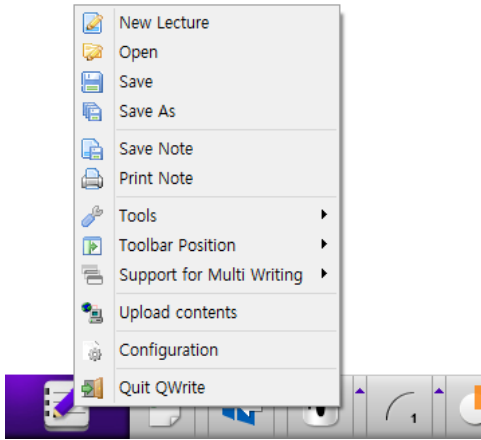 New Lecture
Open
Save
Save As
Save Note
Print Note
Tools
Toolbar Position
Support for Multi Writing
Upload contents
Configuration
Quit QWrite
1